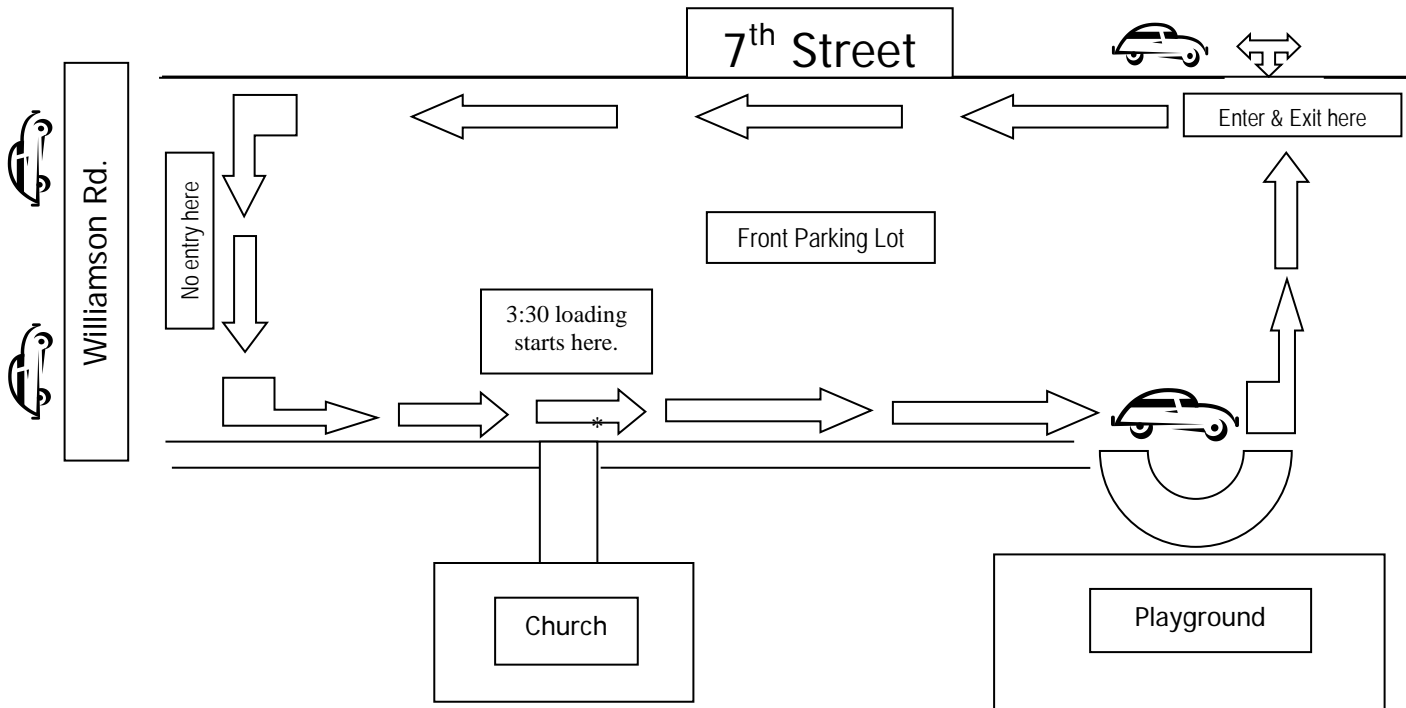 7th Street
Enter & Exit here
Williamson Rd.
No entry here
Front Parking Lot
3:30 loading
starts here.
*
Church
Playground